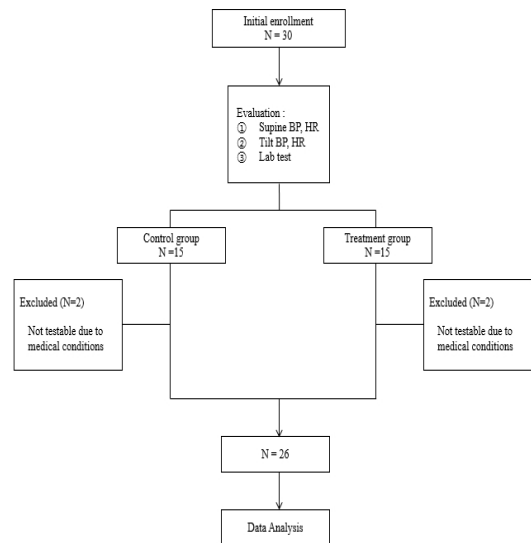 Initial enrollment
N = 30
Evaluation :
① Supine BP, HR
② Tilt BP, HR
③ Lab test
Control group
N =15
Treatment group
N =15
Excluded (N=2)
Not testable due to
medical conditions
Excluded (N=2)
Not testable due to
medical conditions
N = 26
Data Analysis